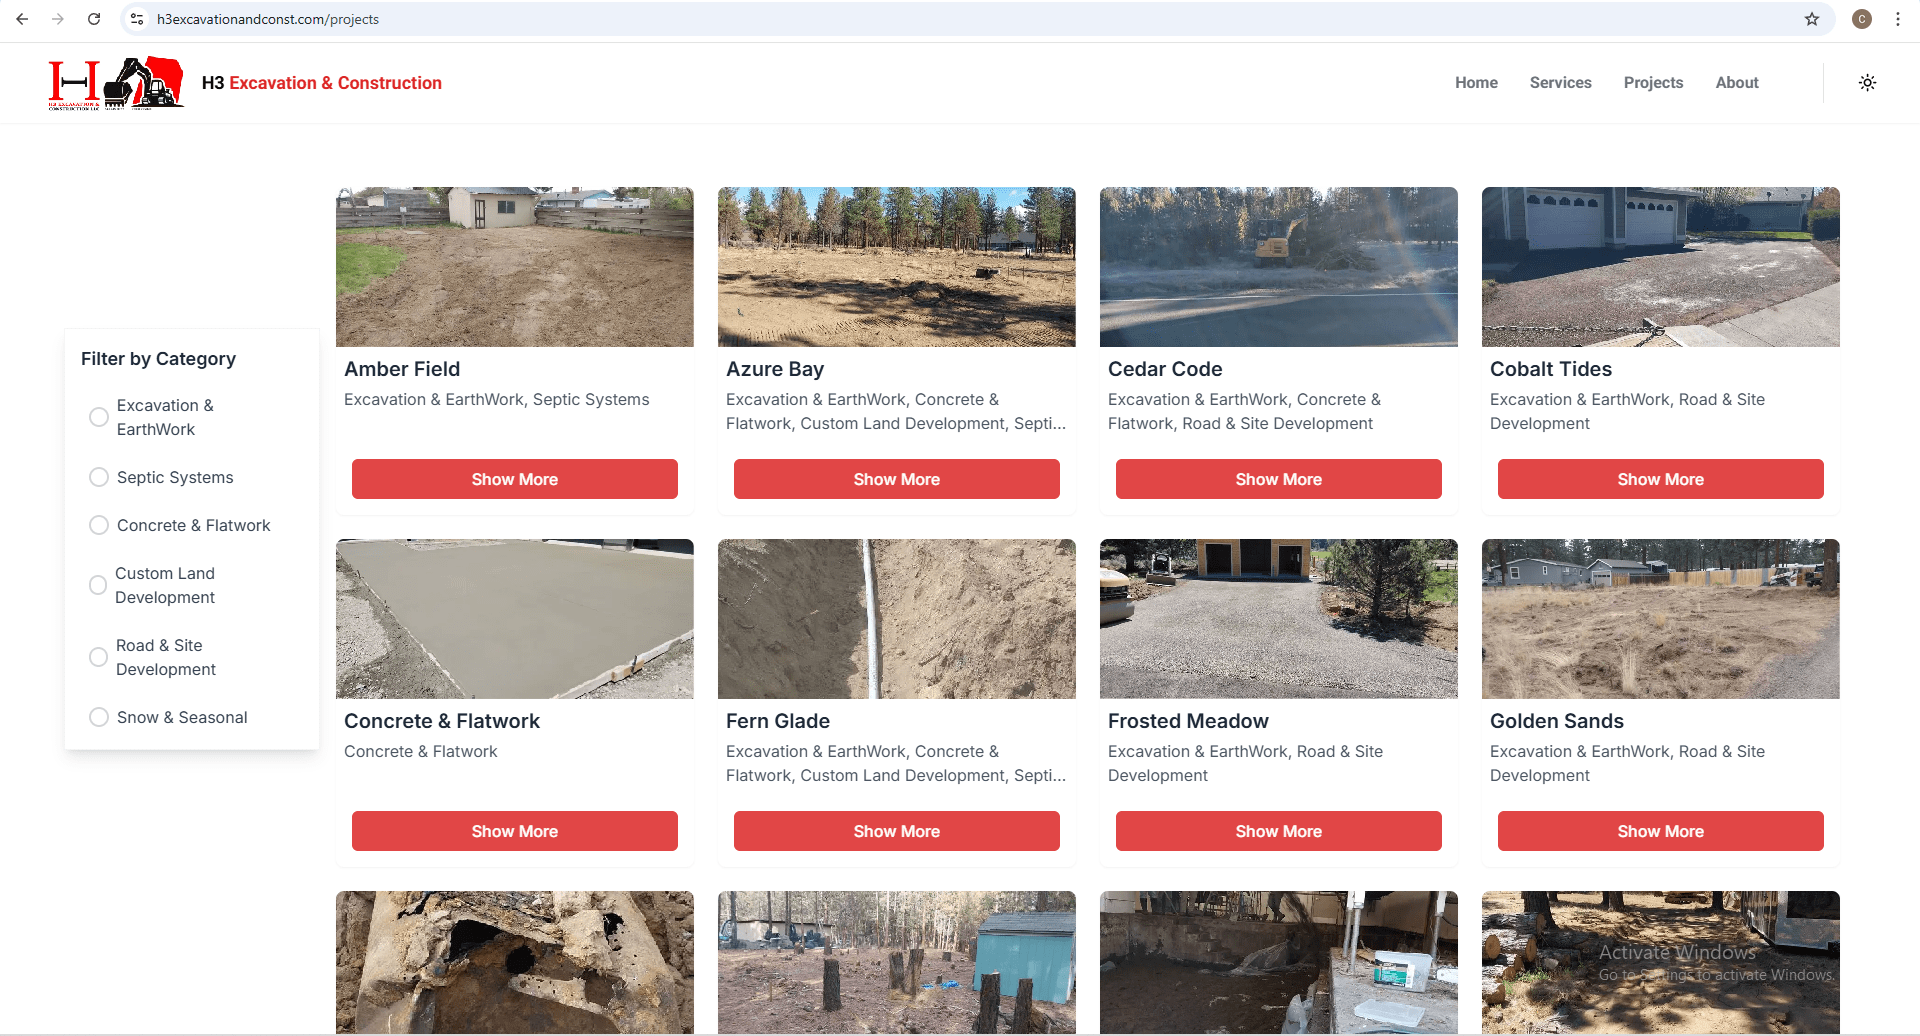 h3excavationandconst.com/projects
C
H
H3 EXCAVATION &
CONSTRUCTION LLC
H3 Excavation & Construction
Home
Services
Projects
About
Filter by Category
Excavation &
EarthWork
Septic Systems
Concrete & Flatwork
Custom Land
Development
Road & Site
Development
Snow & Seasonal
Amber Field
Excavation & EarthWork, Septic Systems
Show More
Azure Bay
Excavation & EarthWork, Concrete &
Flatwork, Custom Land Development, Septi...
Show More
Cedar Code
Excavation & EarthWork, Concrete &
Flatwork, Road & Site Development
Show More
Cobalt Tides
Excavation & EarthWork, Road & Site
Development
Show More
Concrete & Flatwork
Concrete & Flatwork
Show More
Fern Glade
Excavation & EarthWork, Concrete &
Flatwork, Custom Land Development, Septi...
Show More
Frosted Meadow
Excavation & EarthWork, Road & Site
Development
Show More
Golden Sands
Excavation & EarthWork, Road & Site
Development
Show More
Activate Windows
Go to Settings to activate Windows.